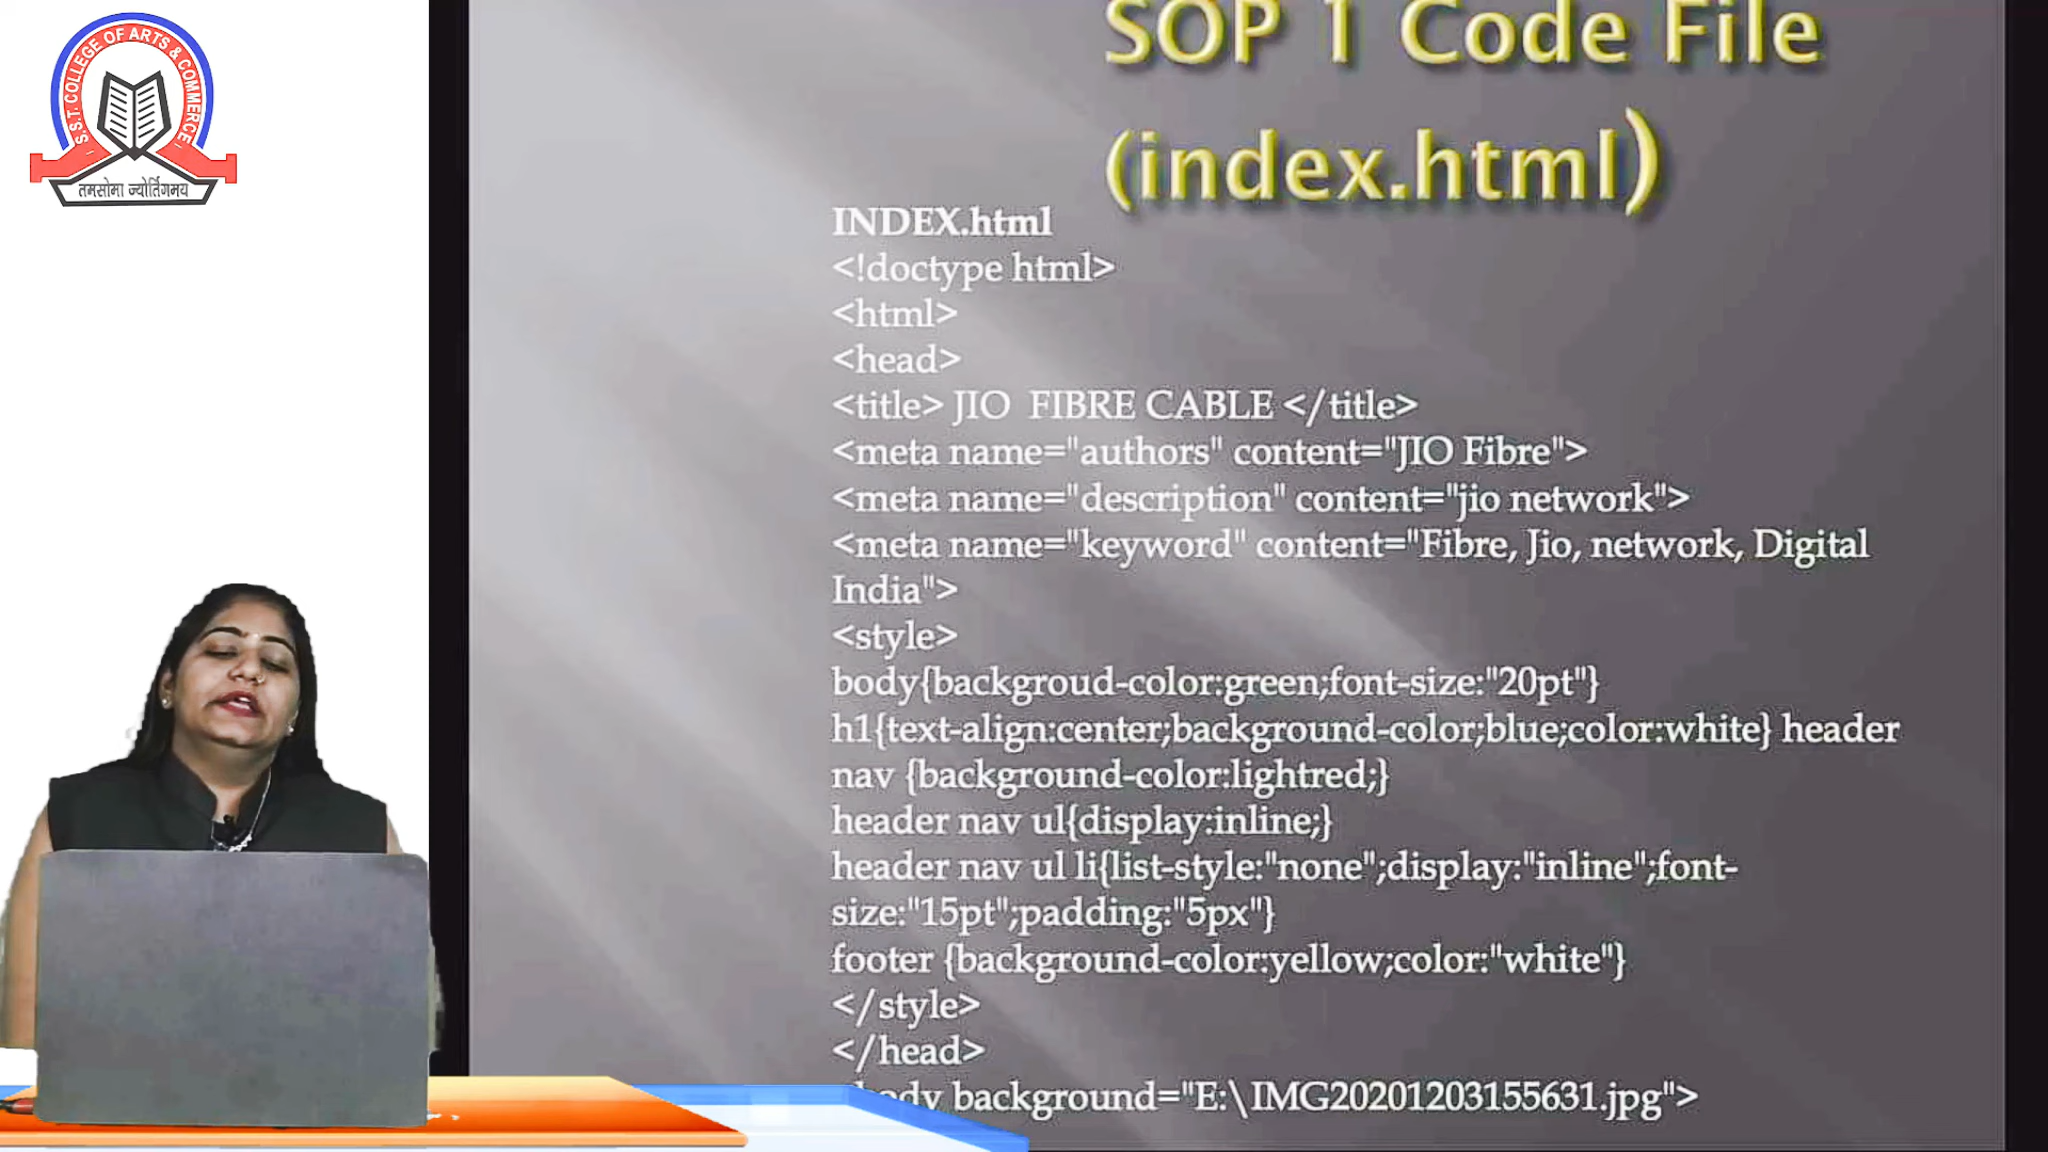 S.S.T. COLLEGE OF ARTS & COMMERCE
तमसोमा ज्योर्तिगमय
SOP 1 Code File
(index.html)
INDEX.html
<!doctype html>
<html>
<head>
<title> JIO  FIBRE CABLE </title>
<meta name="authors" content="JIO Fibre">
<meta name="description" content="jio network">
<meta name="keyword" content="Fibre, Jio, network, Digital
India">
<style>
body{backgroud-color:green;font-size:"20pt"}
h1{text-align:center;background-color;blue;color:white} header
nav {background-color:lightred;}
header nav ul{display:inline;}
header nav ul li{list-style:"none";display:"inline";font-
size:"15pt";padding:"5px"}
footer {background-color:yellow;color:"white"}
</style>
</head>
body background="E:\IMG20201203155631.jpg">